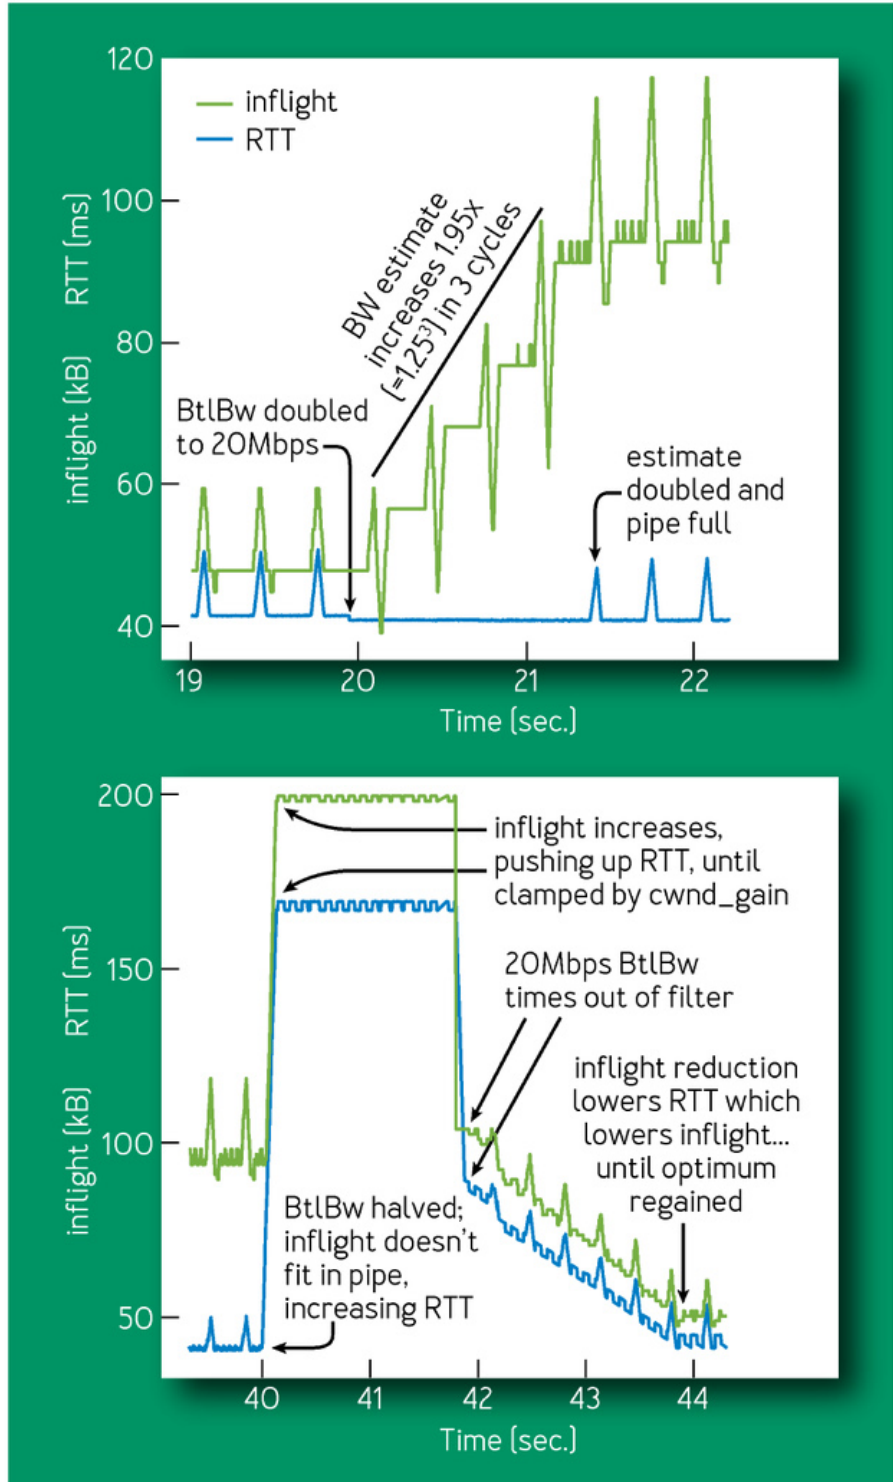 120
100
80
60
40
RTT (ms)
inflight (kB)
inflight
RTT
BW estimate
increases 1.95x
(=1.25³) in 3 cycles
BtlBw doubled
to 20Mbps
estimate
doubled and
pipe full
19
20
21
22
Time (sec.)
200
150
100
50
RTT (ms)
inflight (kB)
inflight increases,
pushing up RTT, until
clamped by cwnd_gain
20Mbps BtlBw
times out of filter
inflight reduction
lowers RTT which
lowers inflight...
until optimum
regained
BtlBw halved;
inflight doesn't
fit in pipe,
increasing RTT
40
41
42
43
44
Time (sec.)